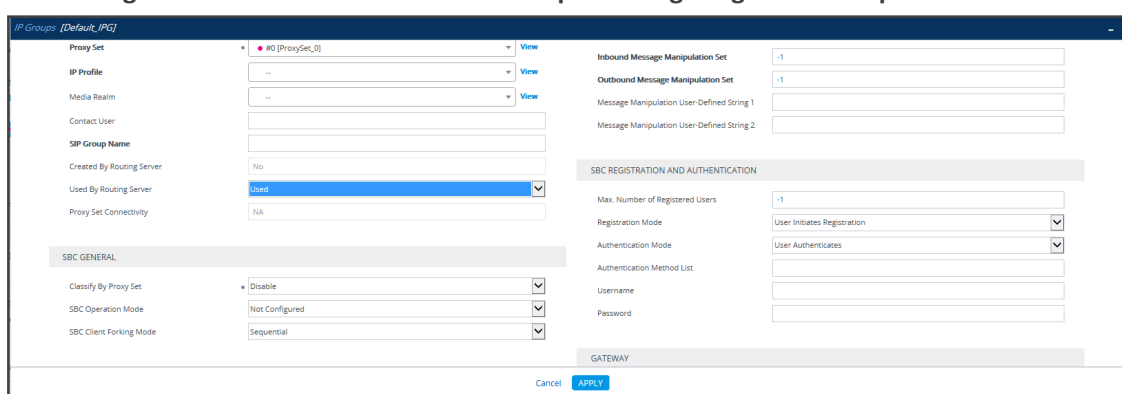 IP Groups [Default_IPG]
Proxy Set #0 [ProxySet_0] View
IP Profile -- View
Media Realm -- View
Contact User
SIP Group Name
Created By Routing Server No
Used By Routing Server Used
Proxy Set Connectivity NA
SBC GENERAL
Classify By Proxy Set Disable
SBC Operation Mode Not Configured
SBC Client Forking Mode Sequential
Inbound Message Manipulation Set -1
Outbound Message Manipulation Set -1
Message Manipulation User-Defined String 1
Message Manipulation User-Defined String 2
SBC REGISTRATION AND AUTHENTICATION
Max. Number of Registered Users -1
Registration Mode User Initiates Registration
Authentication Mode User Authenticates
Authentication Method List
Username
Password
GATEWAY
Cancel APPLY